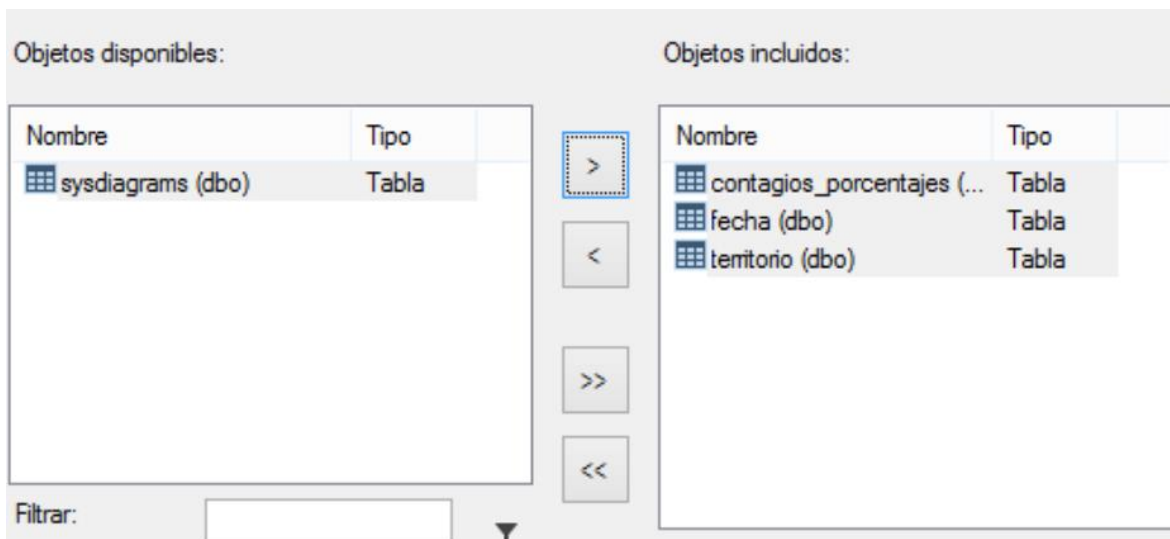 Objetos disponibles:
Nombre Tipo
sysdiagrams (dbo) Tabla
Filtrar:
>
<
>>
<<
Objetos incluidos:
Nombre Tipo
contagios_porcentajes (... Tabla
fecha (dbo) Tabla
territorio (dbo) Tabla